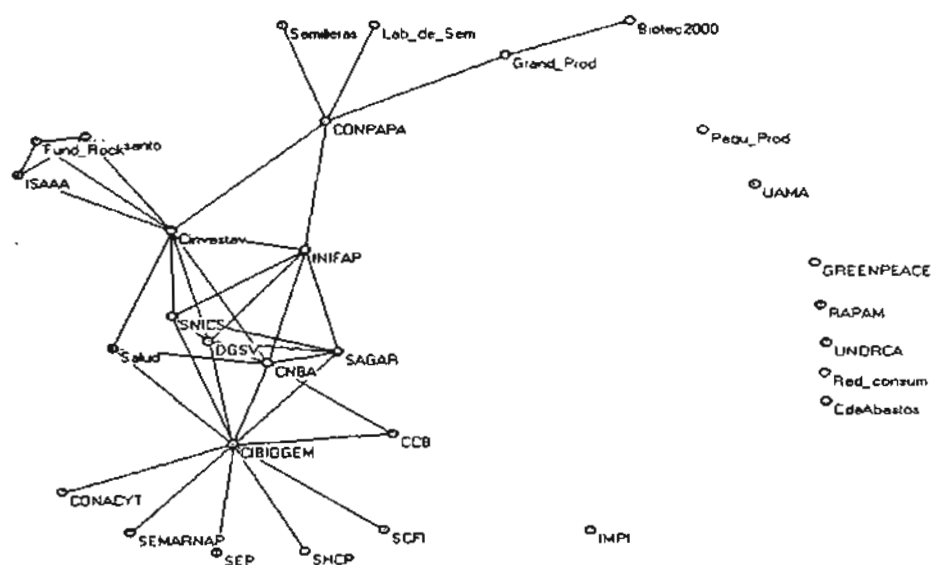 Semilleras
Lab_de_Sem
Biotec2000
Grand_Prod
CONPAPA
Pequ_Prod
Fund_Rock
santo
ISAAA
UAMA
Cinvestav
INIFAP
GREENPEACE
RAPAM
SNICS
DGSV
UNORCA
Salud
CNBA
SAGAR
Red_consum
CdeAbastos
CIBIOGEM
CCB
CONACYT
SEMARNAP
SEP
SHCP
SCFI
IMPI